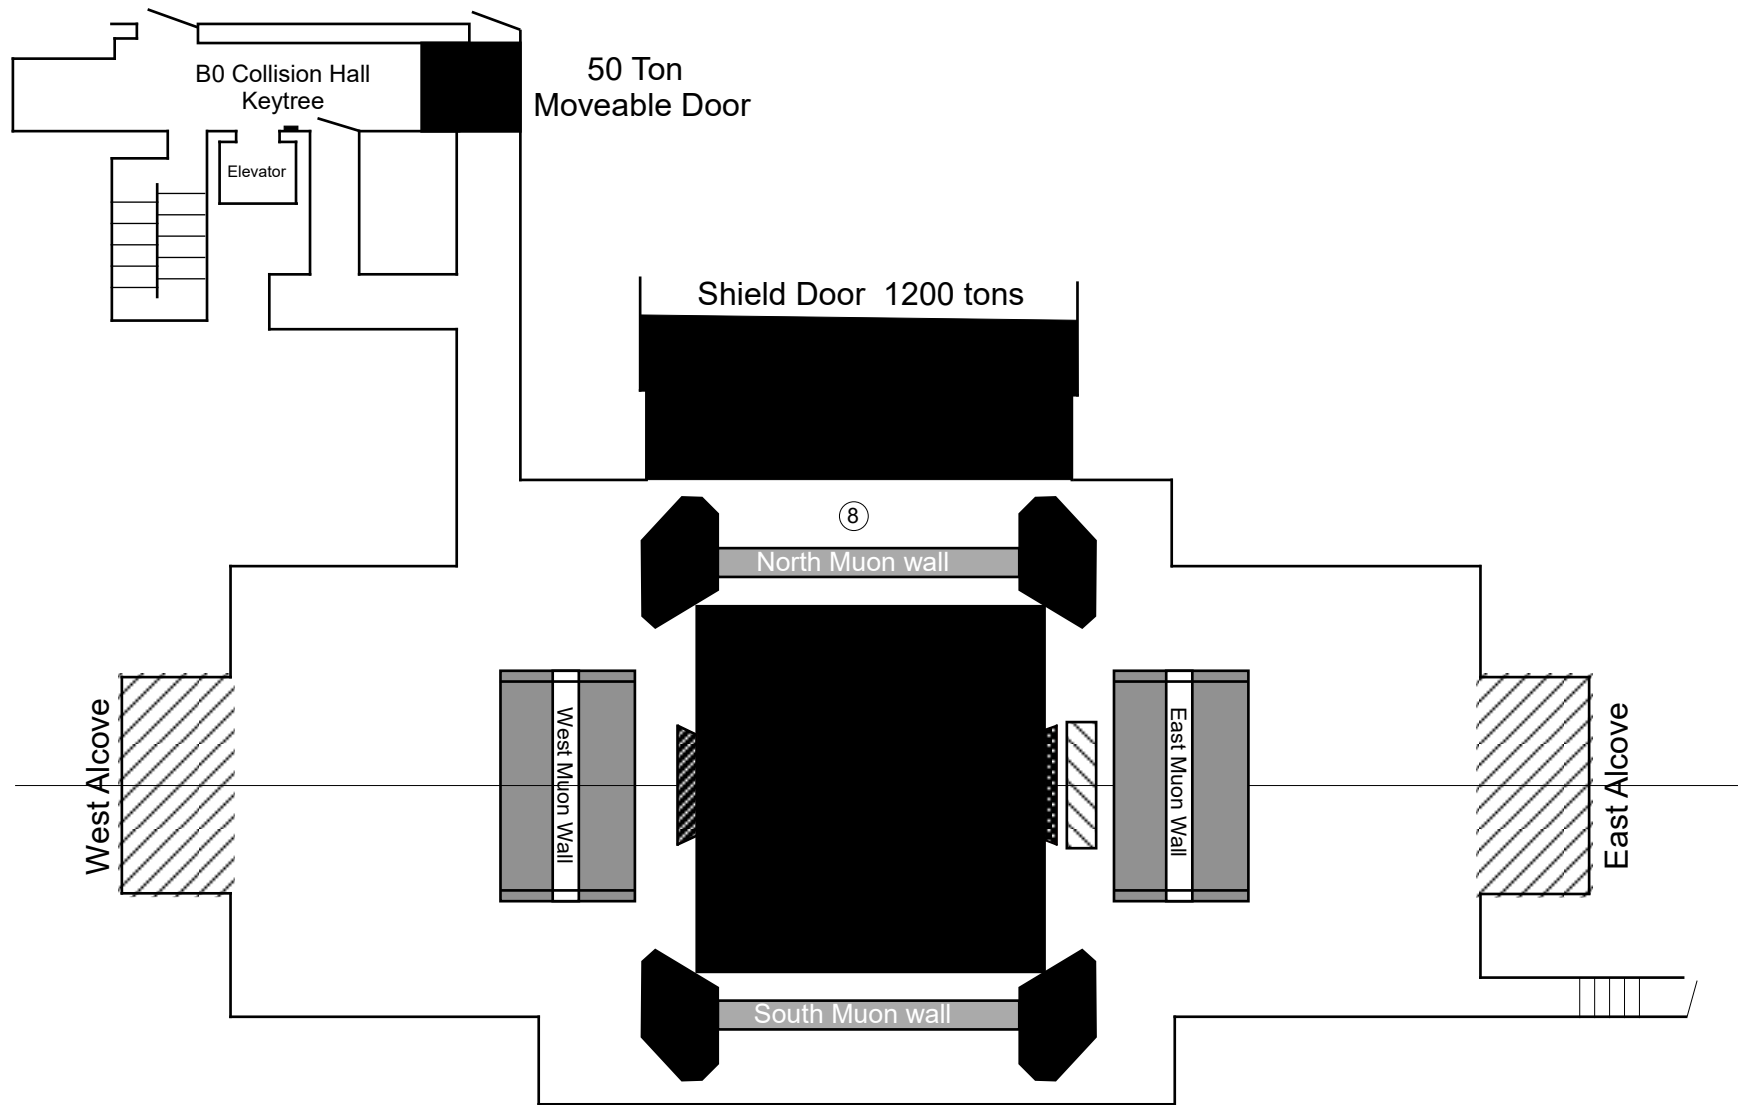 B0 Collision Hall
Keytree
50 Ton
Moveable Door
Elevator
Shield Door 1200 tons
8
North Muon wall
West Alcove
West Muon Wall
East Muon Wall
East Alcove
South Muon wall